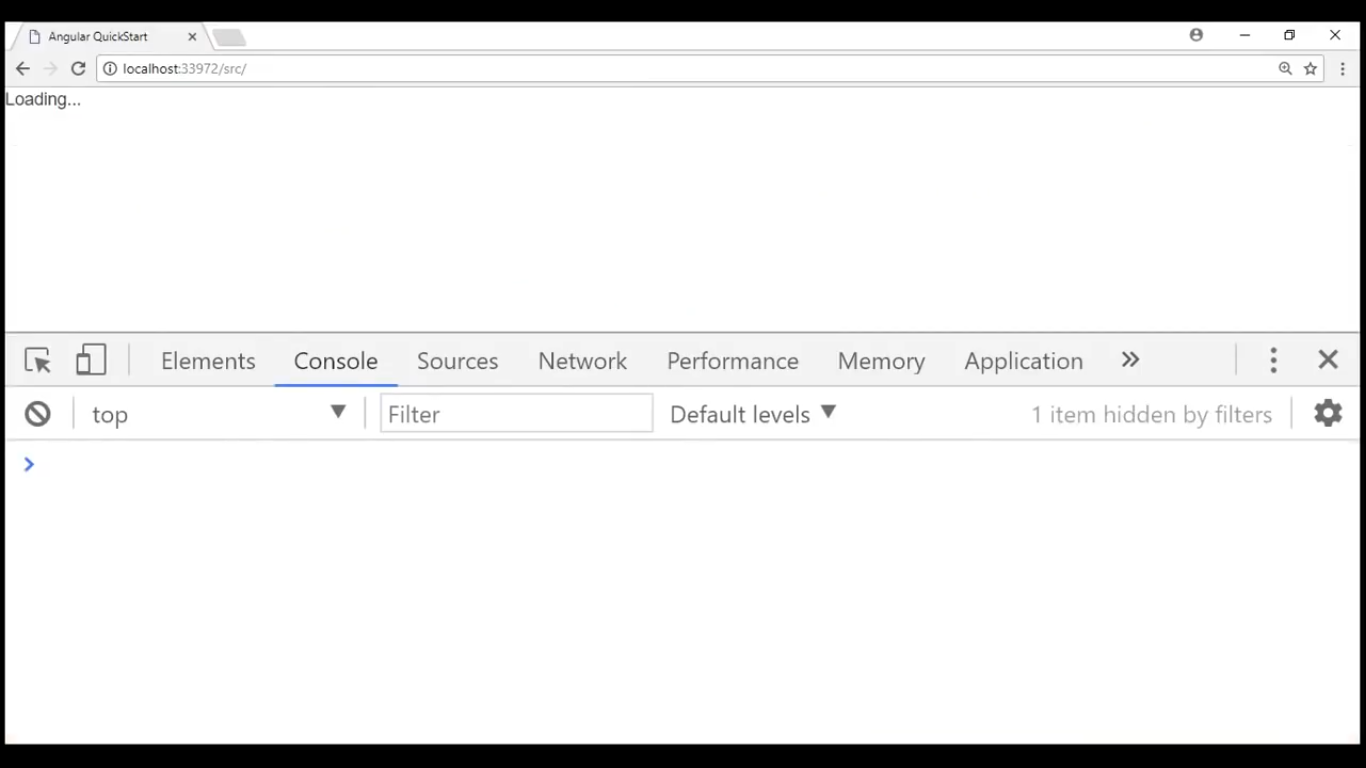 Angular QuickStart
localhost:33972/src/
Loading...
Elements Console Sources Network Performance Memory Application
top Filter Default levels 1 item hidden by filters